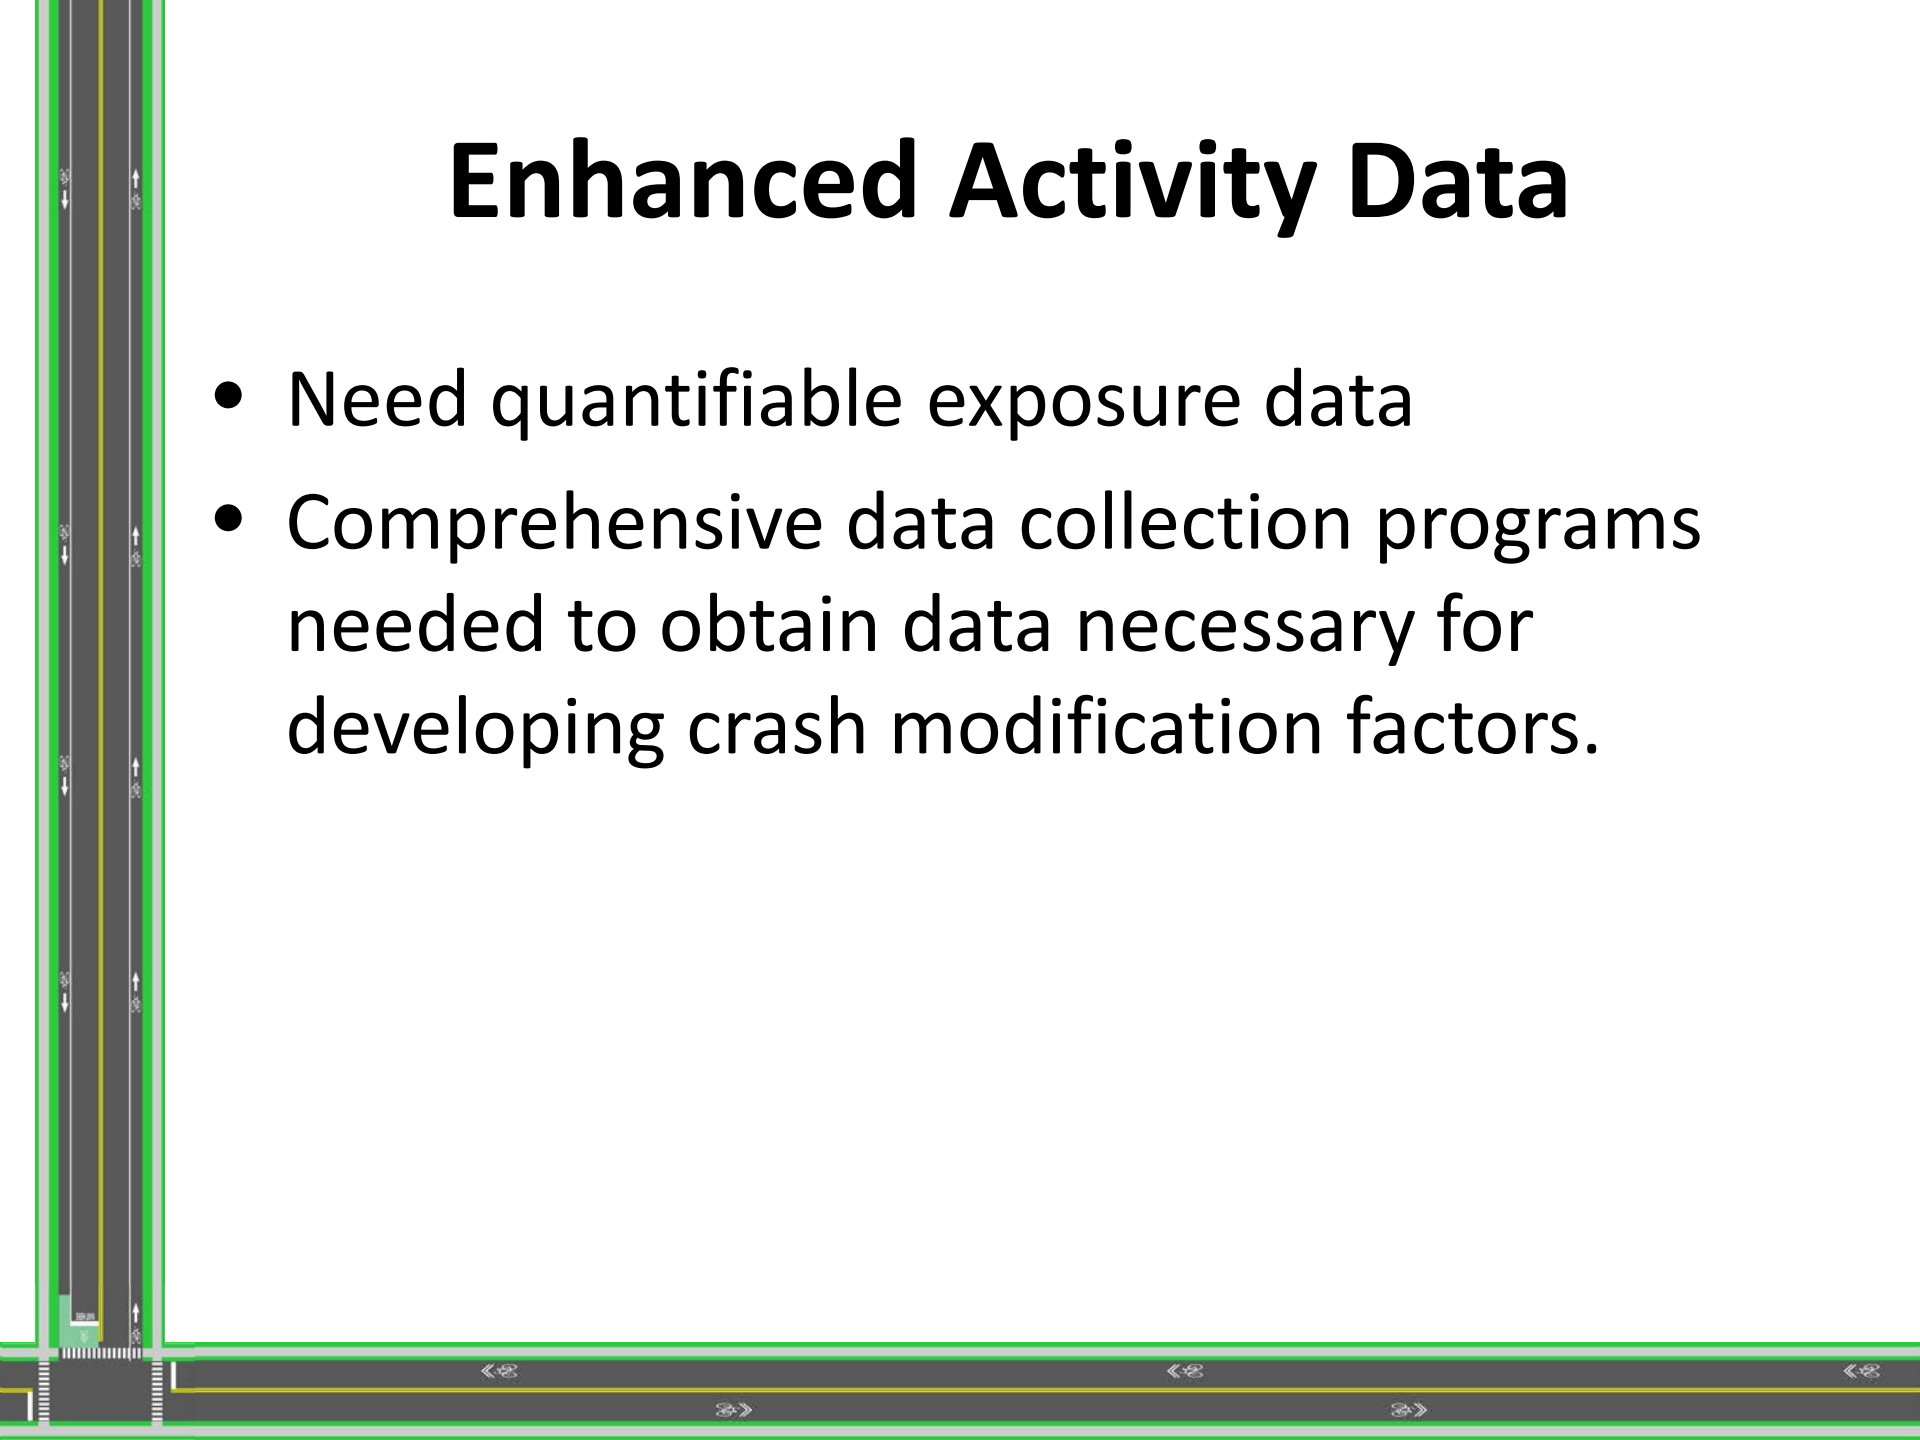 Enhanced Activity Data
• Need quantifiable exposure data
• Comprehensive data collection programs
needed to obtain data necessary for
developing crash modification factors.